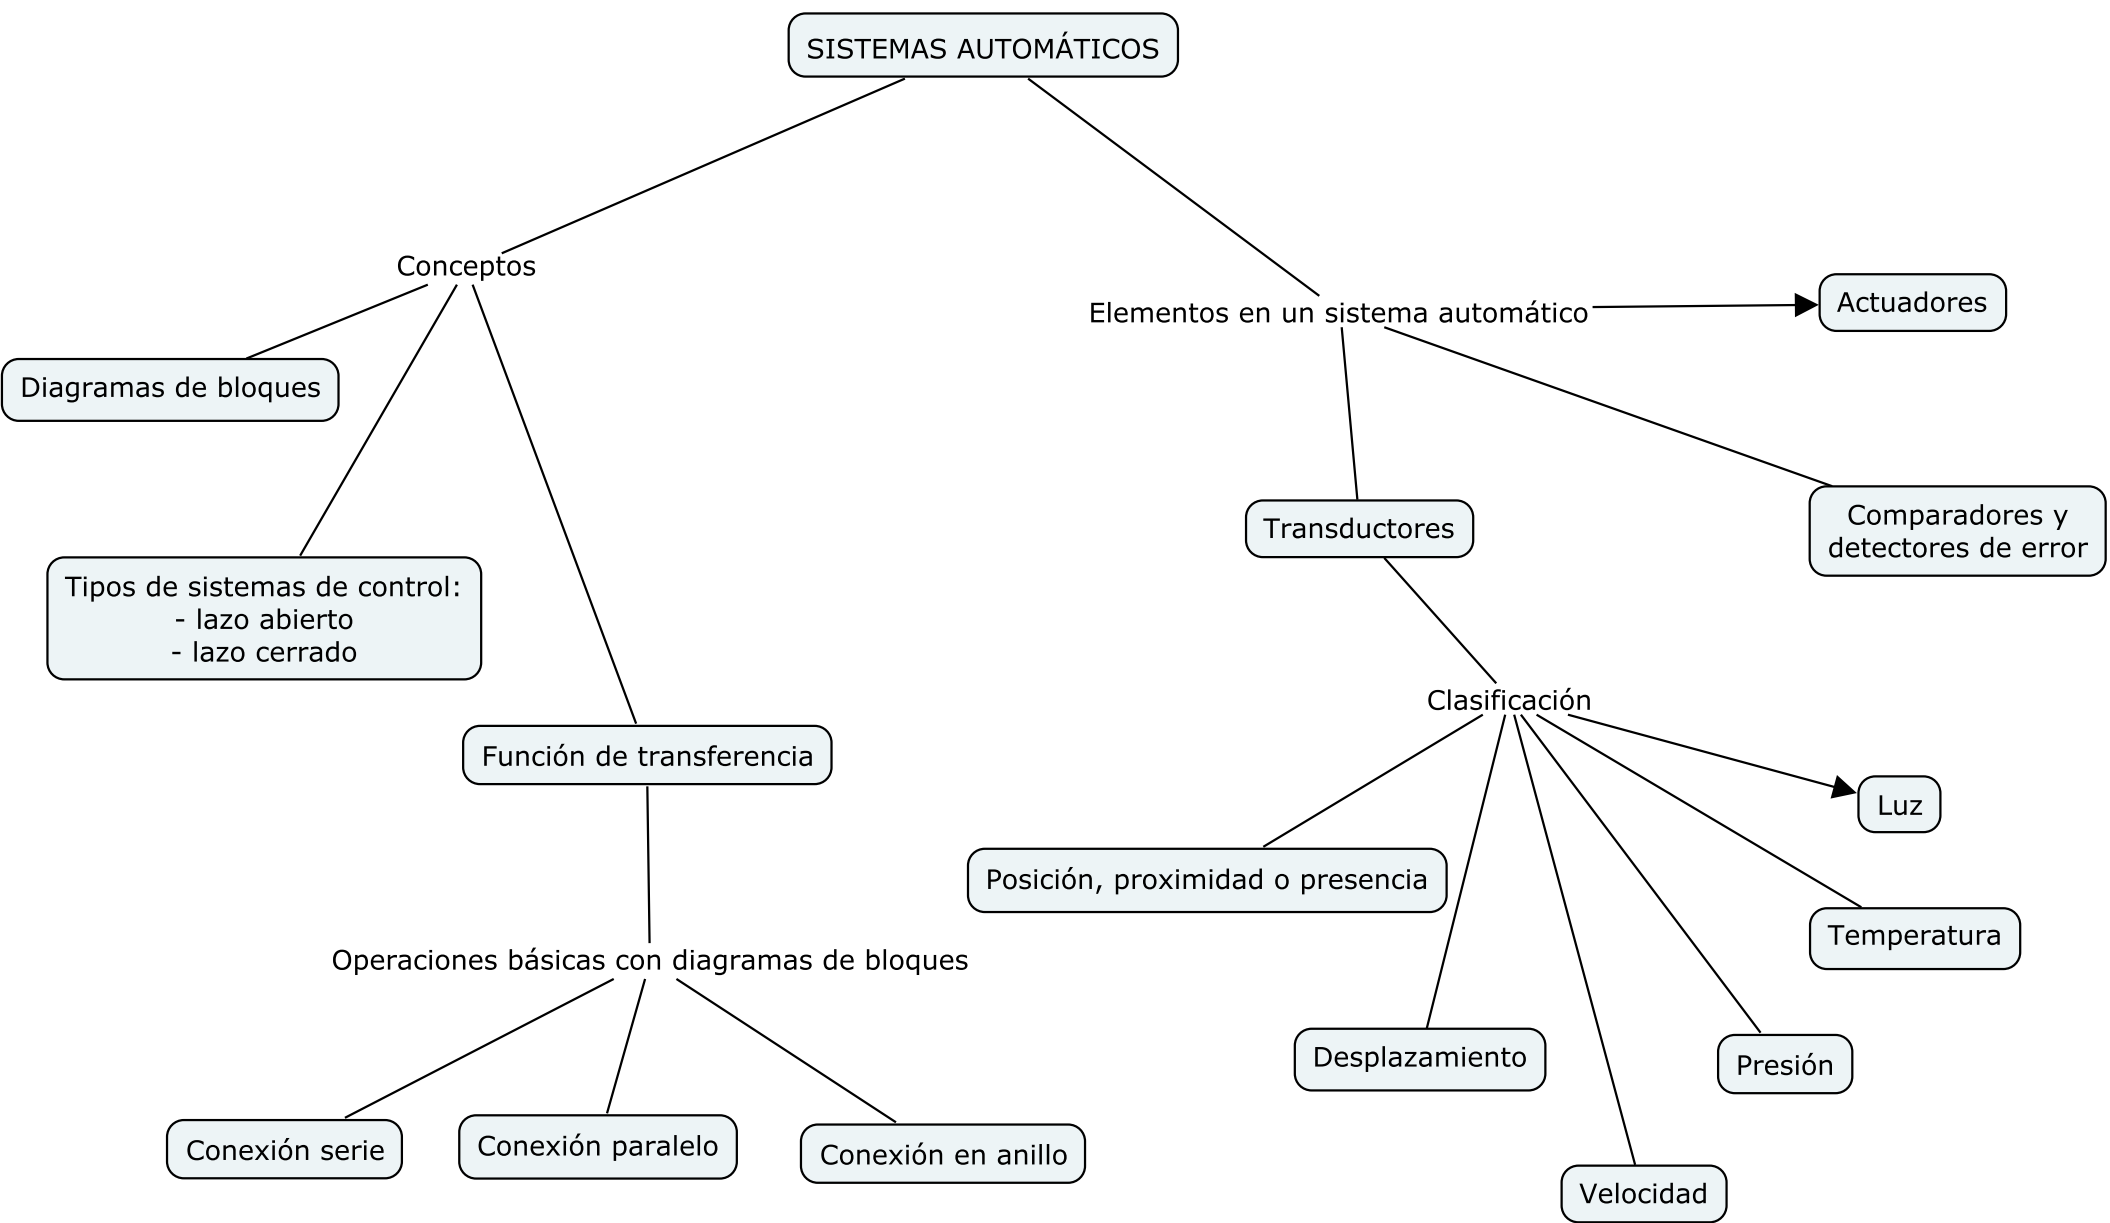 SISTEMAS AUTOMÁTICOS
Conceptos
Elementos en un sistema automático
Actuadores
Diagramas de bloques
Transductores
Comparadores y
detectores de error
Tipos de sistemas de control:
- lazo abierto
- lazo cerrado
Clasificación
Función de transferencia
Luz
Posición, proximidad o presencia
Temperatura
Operaciones básicas con diagramas de bloques
Desplazamiento
Presión
Conexión serie
Conexión paralelo
Conexión en anillo
Velocidad